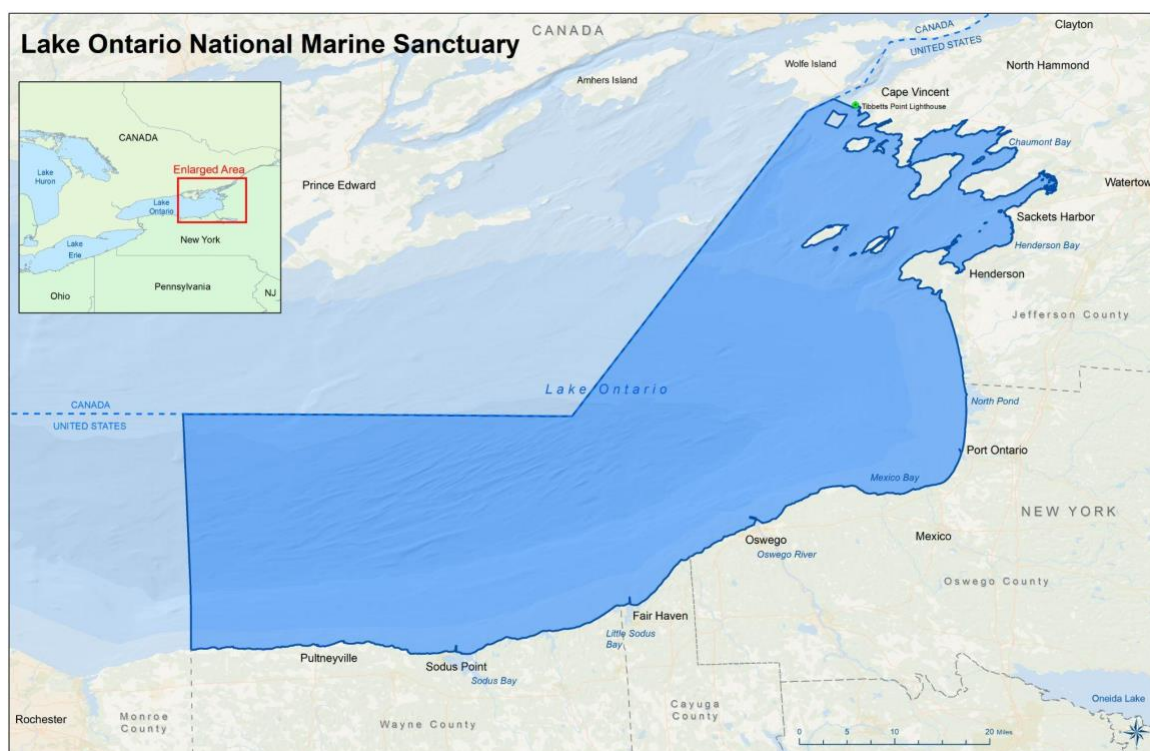 Lake Ontario National Marine Sanctuary
CANADA
CANADA
UNITED STATES
Clayton
North Hammond
Wolfe Island
Amhers Island
Cape Vincent
Tibbetts Point Lighthouse
Chaumont Bay
Prince Edward
Watertow
Sackets Harbor
Henderson Bay
Henderson
Jefferson County
CANADA
Enlarged Area
Lake
Huron
Lake
Ontario
Lake
Erie
New York
Pennsylvania
Ohio
NJ
Lake Ontario
CANADA
UNITED STATES
North Pond
Port Ontario
Mexico Bay
NEW YORK
Oswego
Oswego River
Mexico
Oswego County
Fair Haven
Little Sodus
Bay
Pultneyville
Sodus Point
Sodus Bay
Oneida Lake
Rochester
Monroe
County
Wayne County
Cayuga
County
0 5 10 20 Miles